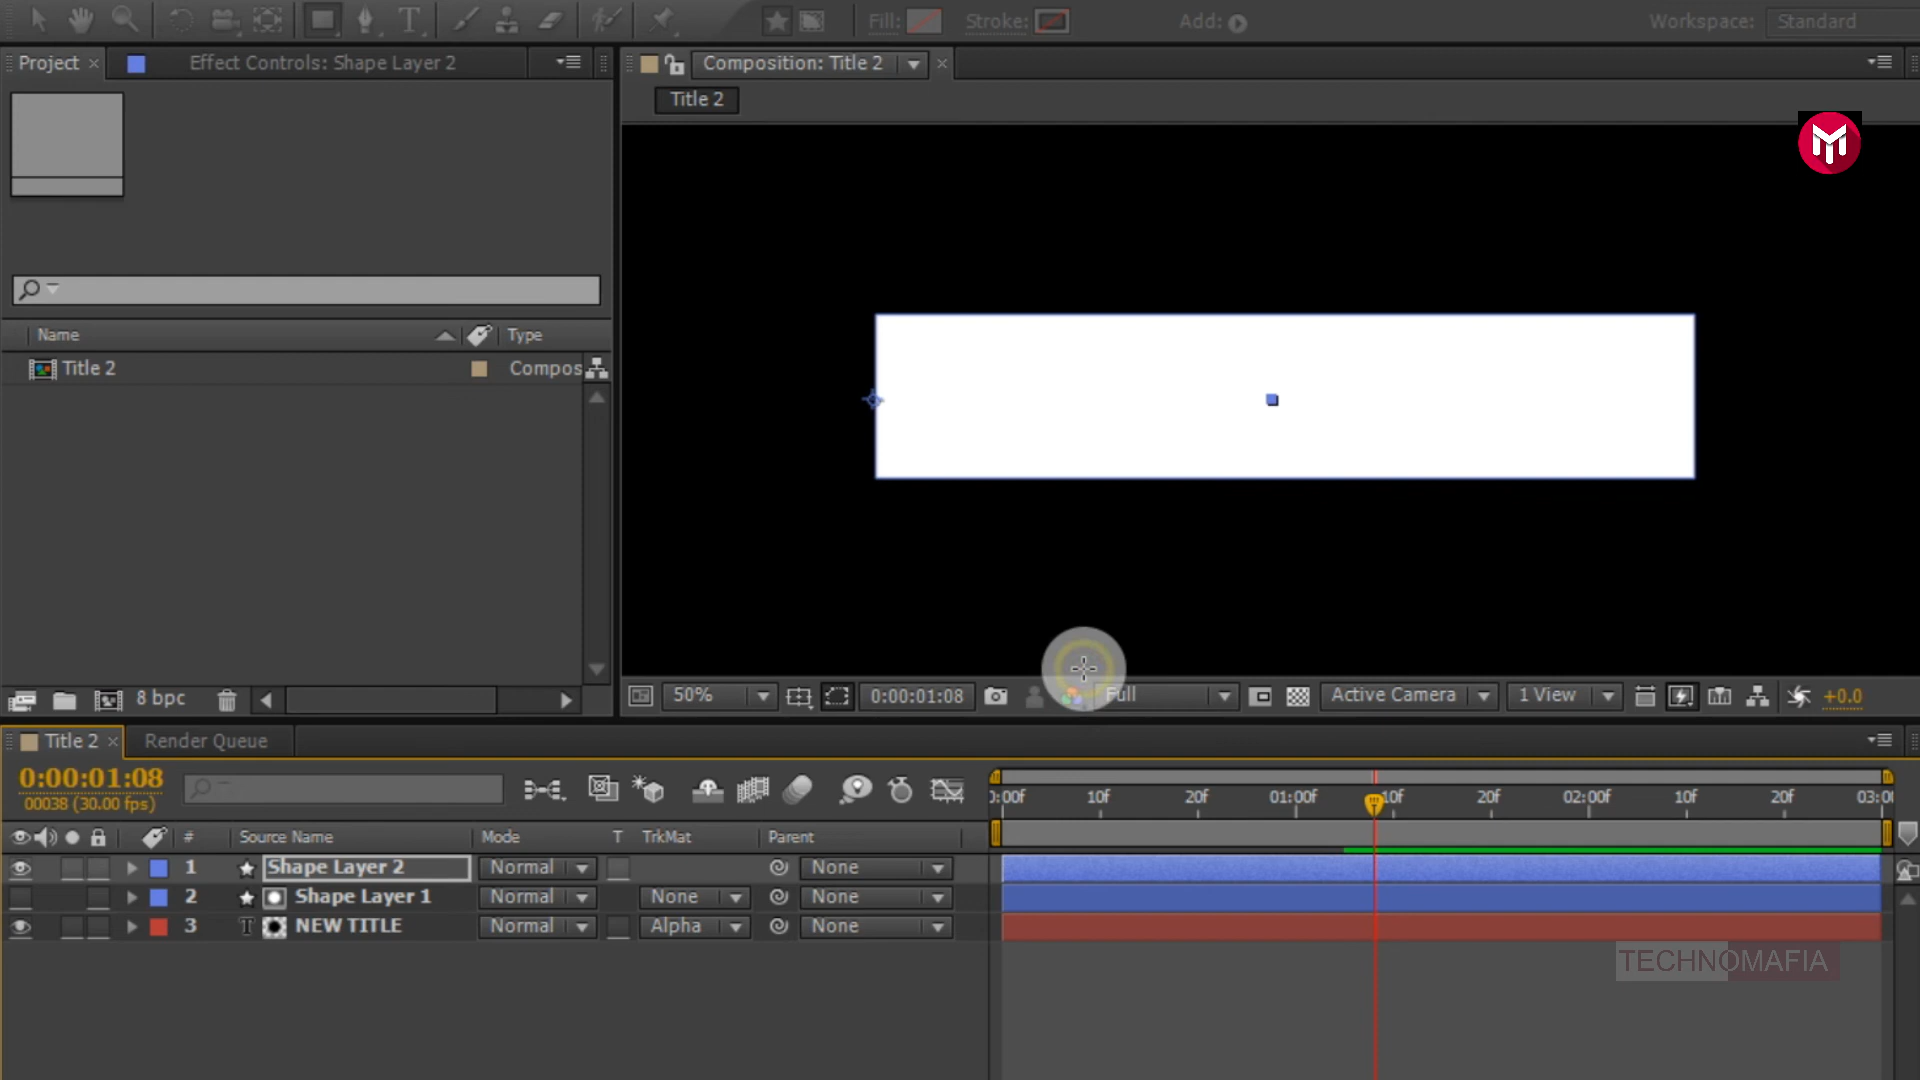 Fill: Stroke: Add: Workspace: Standard
Project Effect Controls: Shape Layer 2 Composition: Title 2
Title 2
Name Type
Title 2 Compos
8 bpc 50% 0:00:01:08 Full Active Camera 1 View +0.0
Title 2 Render Queue
0:00:01:08
00038 (30.00 fps)
:00f 10f 20f 01:00f 10f 20f 02:00f 10f 20f 03:0
# Source Name Mode T TrkMat Parent
1 Shape Layer 2 Normal None
2 Shape Layer 1 Normal None None
3 T NEW TITLE Normal Alpha None
TECHNOMAFIA